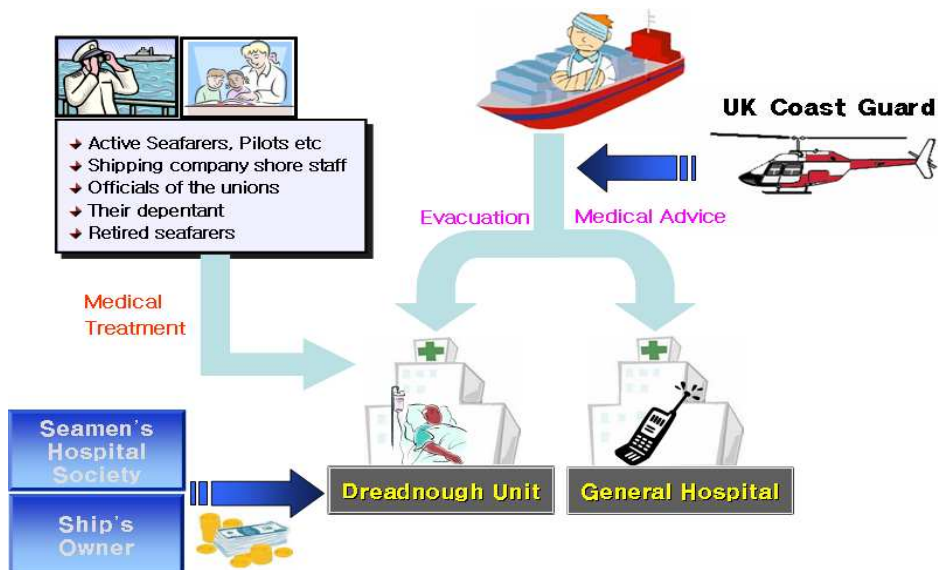 UK Coast Guard
Active Seafarers, Pilots etc
Shipping company shore staff
Officials of the unions
Their depentant
Retired seafarers
Evacuation
Medical Advice
Medical
Treatment
Seamen's
Hospital
Society
Ship's
Owner
Dreadnough Unit
General Hospital